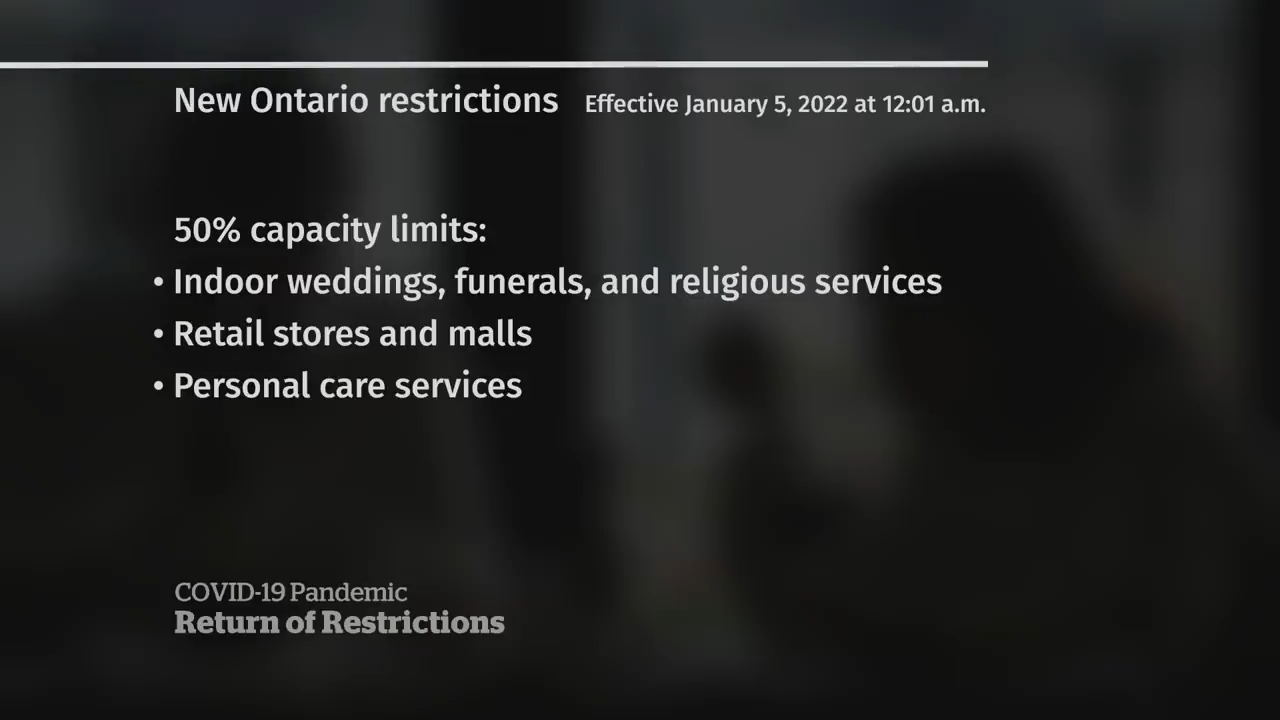 New Ontario restrictions Effective January 5, 2022 at 12:01 a.m.
50% capacity limits:
• Indoor weddings, funerals, and religious services
• Retail stores and malls
• Personal care services
COVID-19 Pandemic
Return of Restrictions